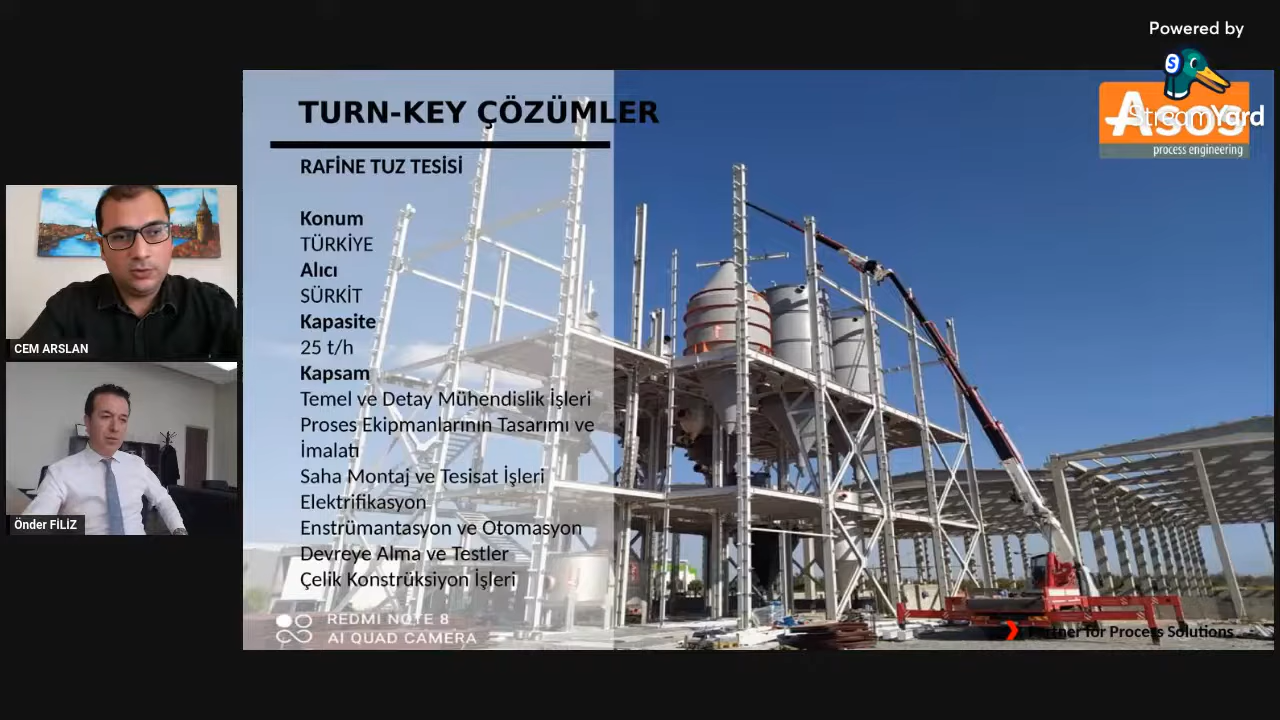 Powered by
StreamYard
S
Asos
process engineering
TURN-KEY ÇÖZÜMLER
RAFİNE TUZ TESİSİ
Konum
TÜRKİYE
Alıcı
SÜRKİT
Kapasite
25 t/h
Kapsam
Temel ve Detay Mühendislik İşleri
Proses Ekipmanlarının Tasarımı ve
İmalatı
Saha Montaj ve Tesisat İşleri
Elektrifikasyon
Enstrümantasyon ve Otomasyon
Devreye Alma ve Testler
Çelik Konstrüksiyon İşleri
REDMI NOTE 8
AI QUAD CAMERA
Partner for Process Solutions
CEM ARSLAN
Önder FİLİZ